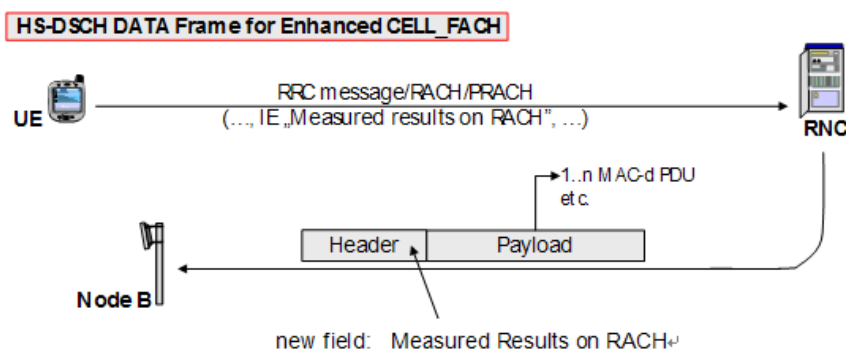 HS-DSCH DATA Frame for Enhanced CELL_FACH
RRC message/RACH/PRACH
UE
(..., IE „Measured results on RACH", ...)
RNC
1..n MAC-d PDU
etc.
Header
Payload
Node B
new field: Measured Results on RACH↵